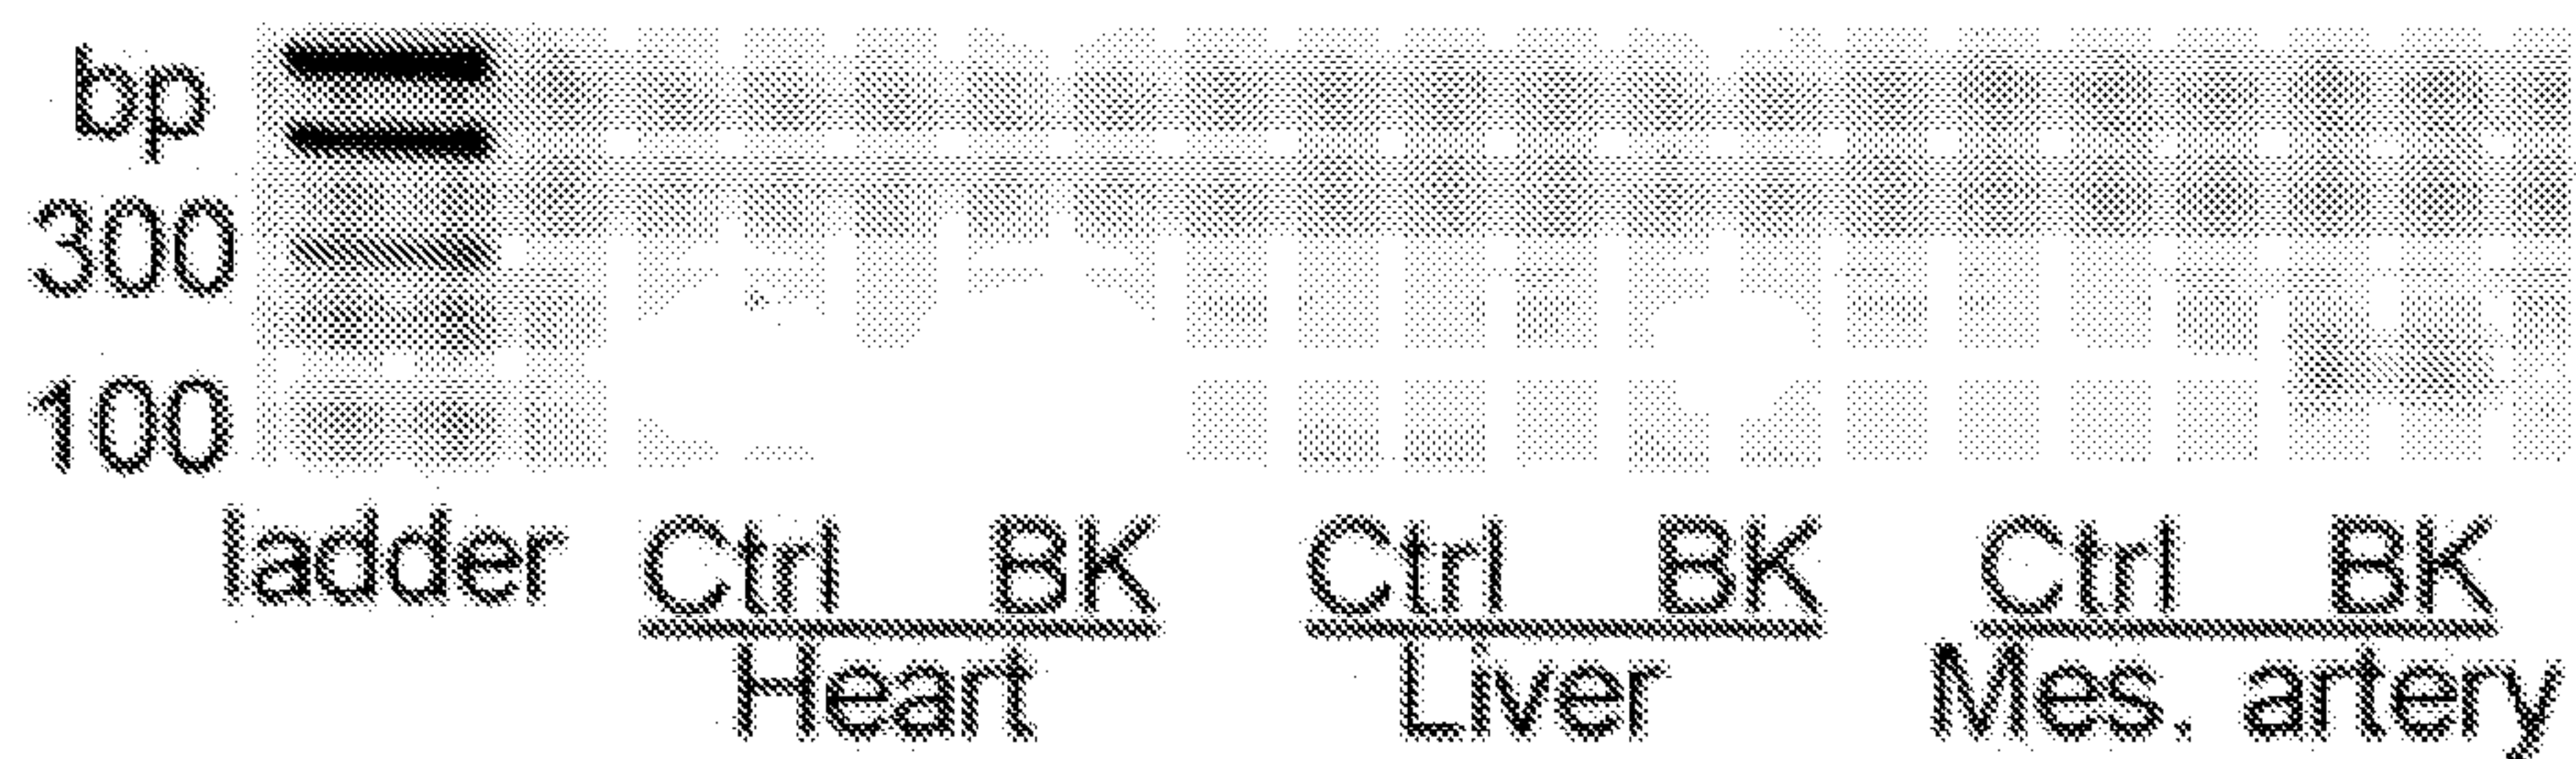 bp
300
100
ladder Ctrl BK Ctrl BK Ctrl BK
Heart Liver Mes. artery